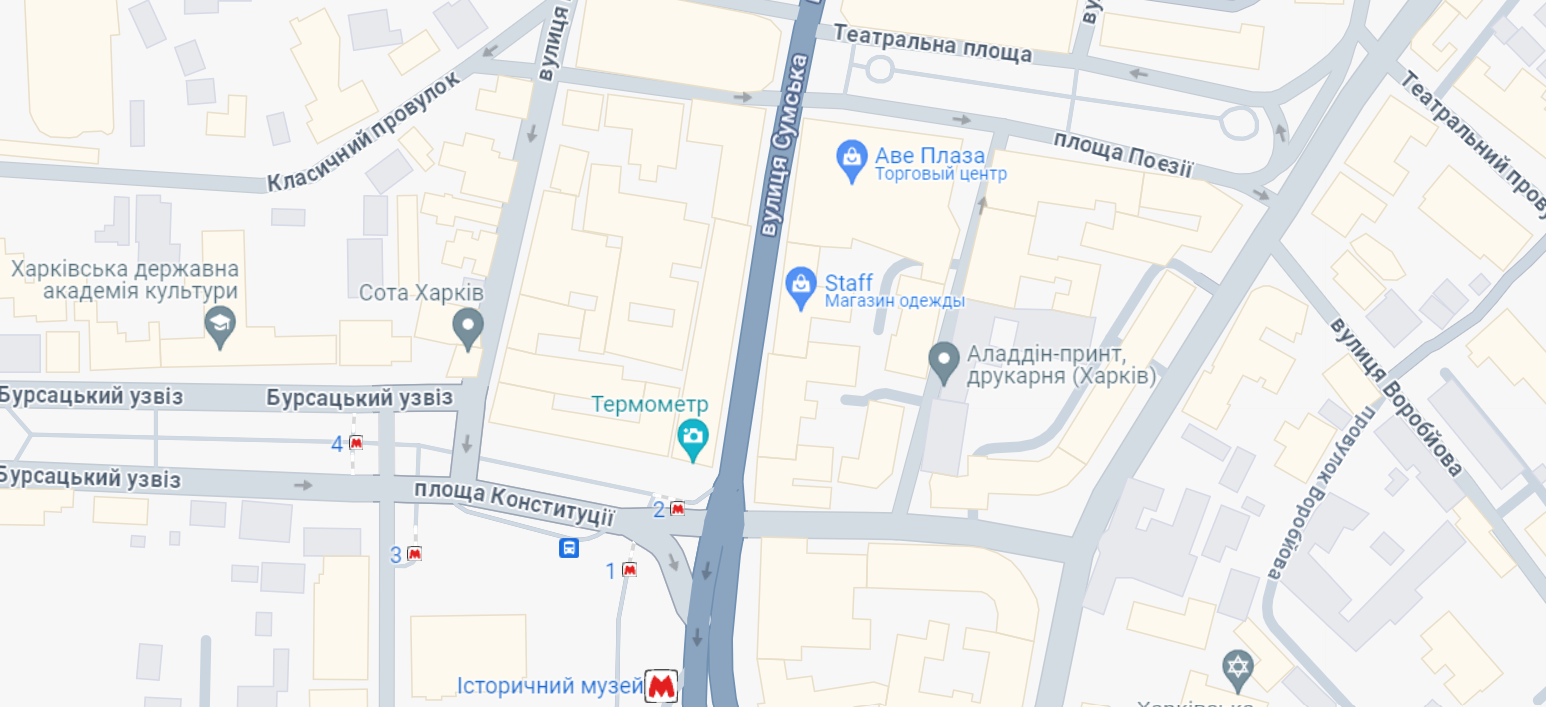 вулиця
Театральна площа
ву
Класичний провулок
вулиця Сумська
Театральний прову
Аве Плаза
Торговый центр
площа Поезії
Харківська державна
академія культури
Сота Харків
Staff
Магазин одежды
вулиця Воробйова
Аладдін-принт,
друкарня (Харків)
Бурсацький узвіз
Бурсацький узвіз
Термометр
провулок Воробйова
4
Бурсацький узвіз
площа Конституції
2
3
1
Історичний музей
Харківська